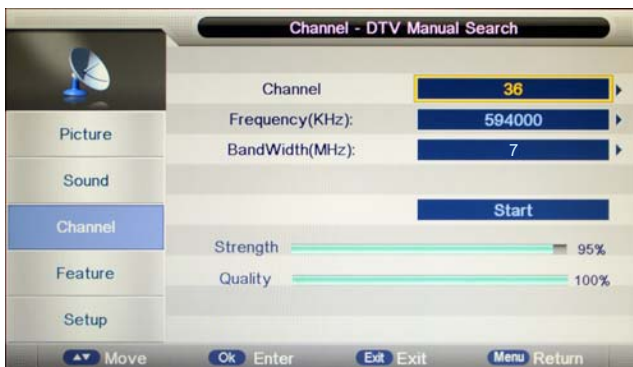 Channel - DTV Manual Search
Channel 36
Picture
Frequency(KHz): 594000
BandWidth(MHz): 7
Sound
Start
Channel
Strength 95%
Feature
Quality 100%
Setup
Move Ok Enter Exit Exit Menu Return